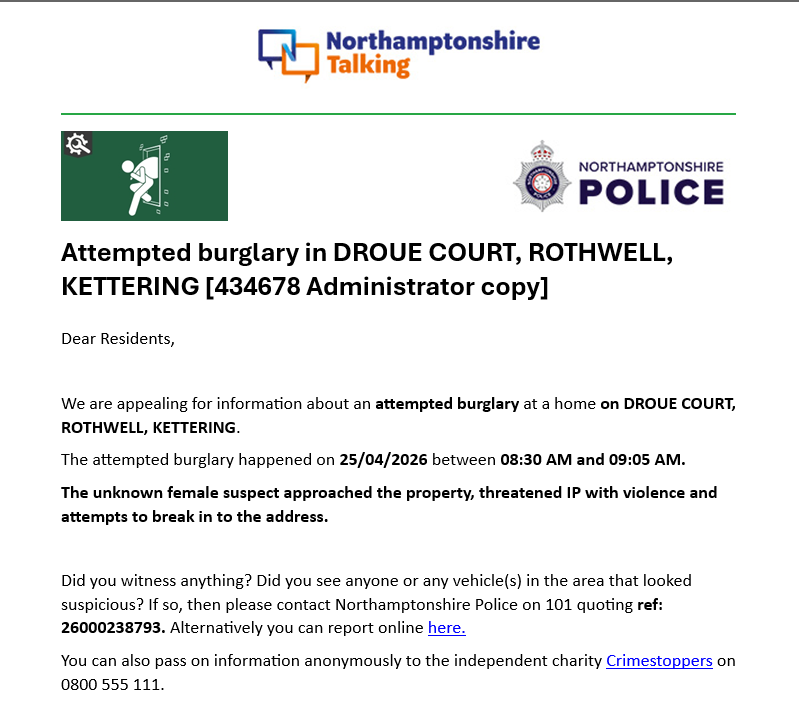 Northamptonshire
Talking
NORTHAMPTONSHIRE
POLICE
Attempted burglary in DROUE COURT, ROTHWELL,
KETTERING [434678 Administrator copy]
Dear Residents,
We are appealing for information about an attempted burglary at a home on DROUE COURT,
ROTHWELL, KETTERING.
The attempted burglary happened on 25/04/2026 between 08:30 AM and 09:05 AM.
The unknown female suspect approached the property, threatened IP with violence and
attempts to break in to the address.
Did you witness anything? Did you see anyone or any vehicle(s) in the area that looked
suspicious? If so, then please contact Northamptonshire Police on 101 quoting ref:
26000238793. Alternatively you can report online here.
You can also pass on information anonymously to the independent charity Crimestoppers on
0800 555 111.